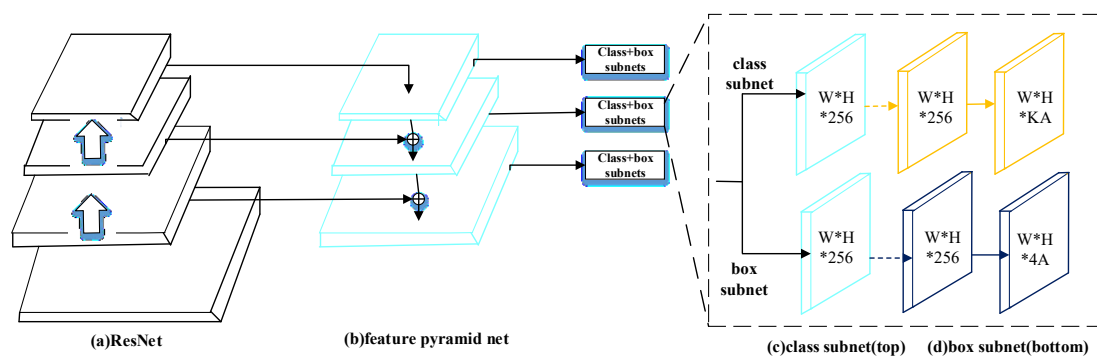 Class+box
subnets
Class+box
subnets
Class+box
subnets
class
subnet
W*H
*256
W*H
*256
W*H
*KA
box
subnet
W*H
*256
W*H
*256
W*H
*4A
(a)ResNet
(b)feature pyramid net
(c)class subnet(top)
(d)box subnet(bottom)